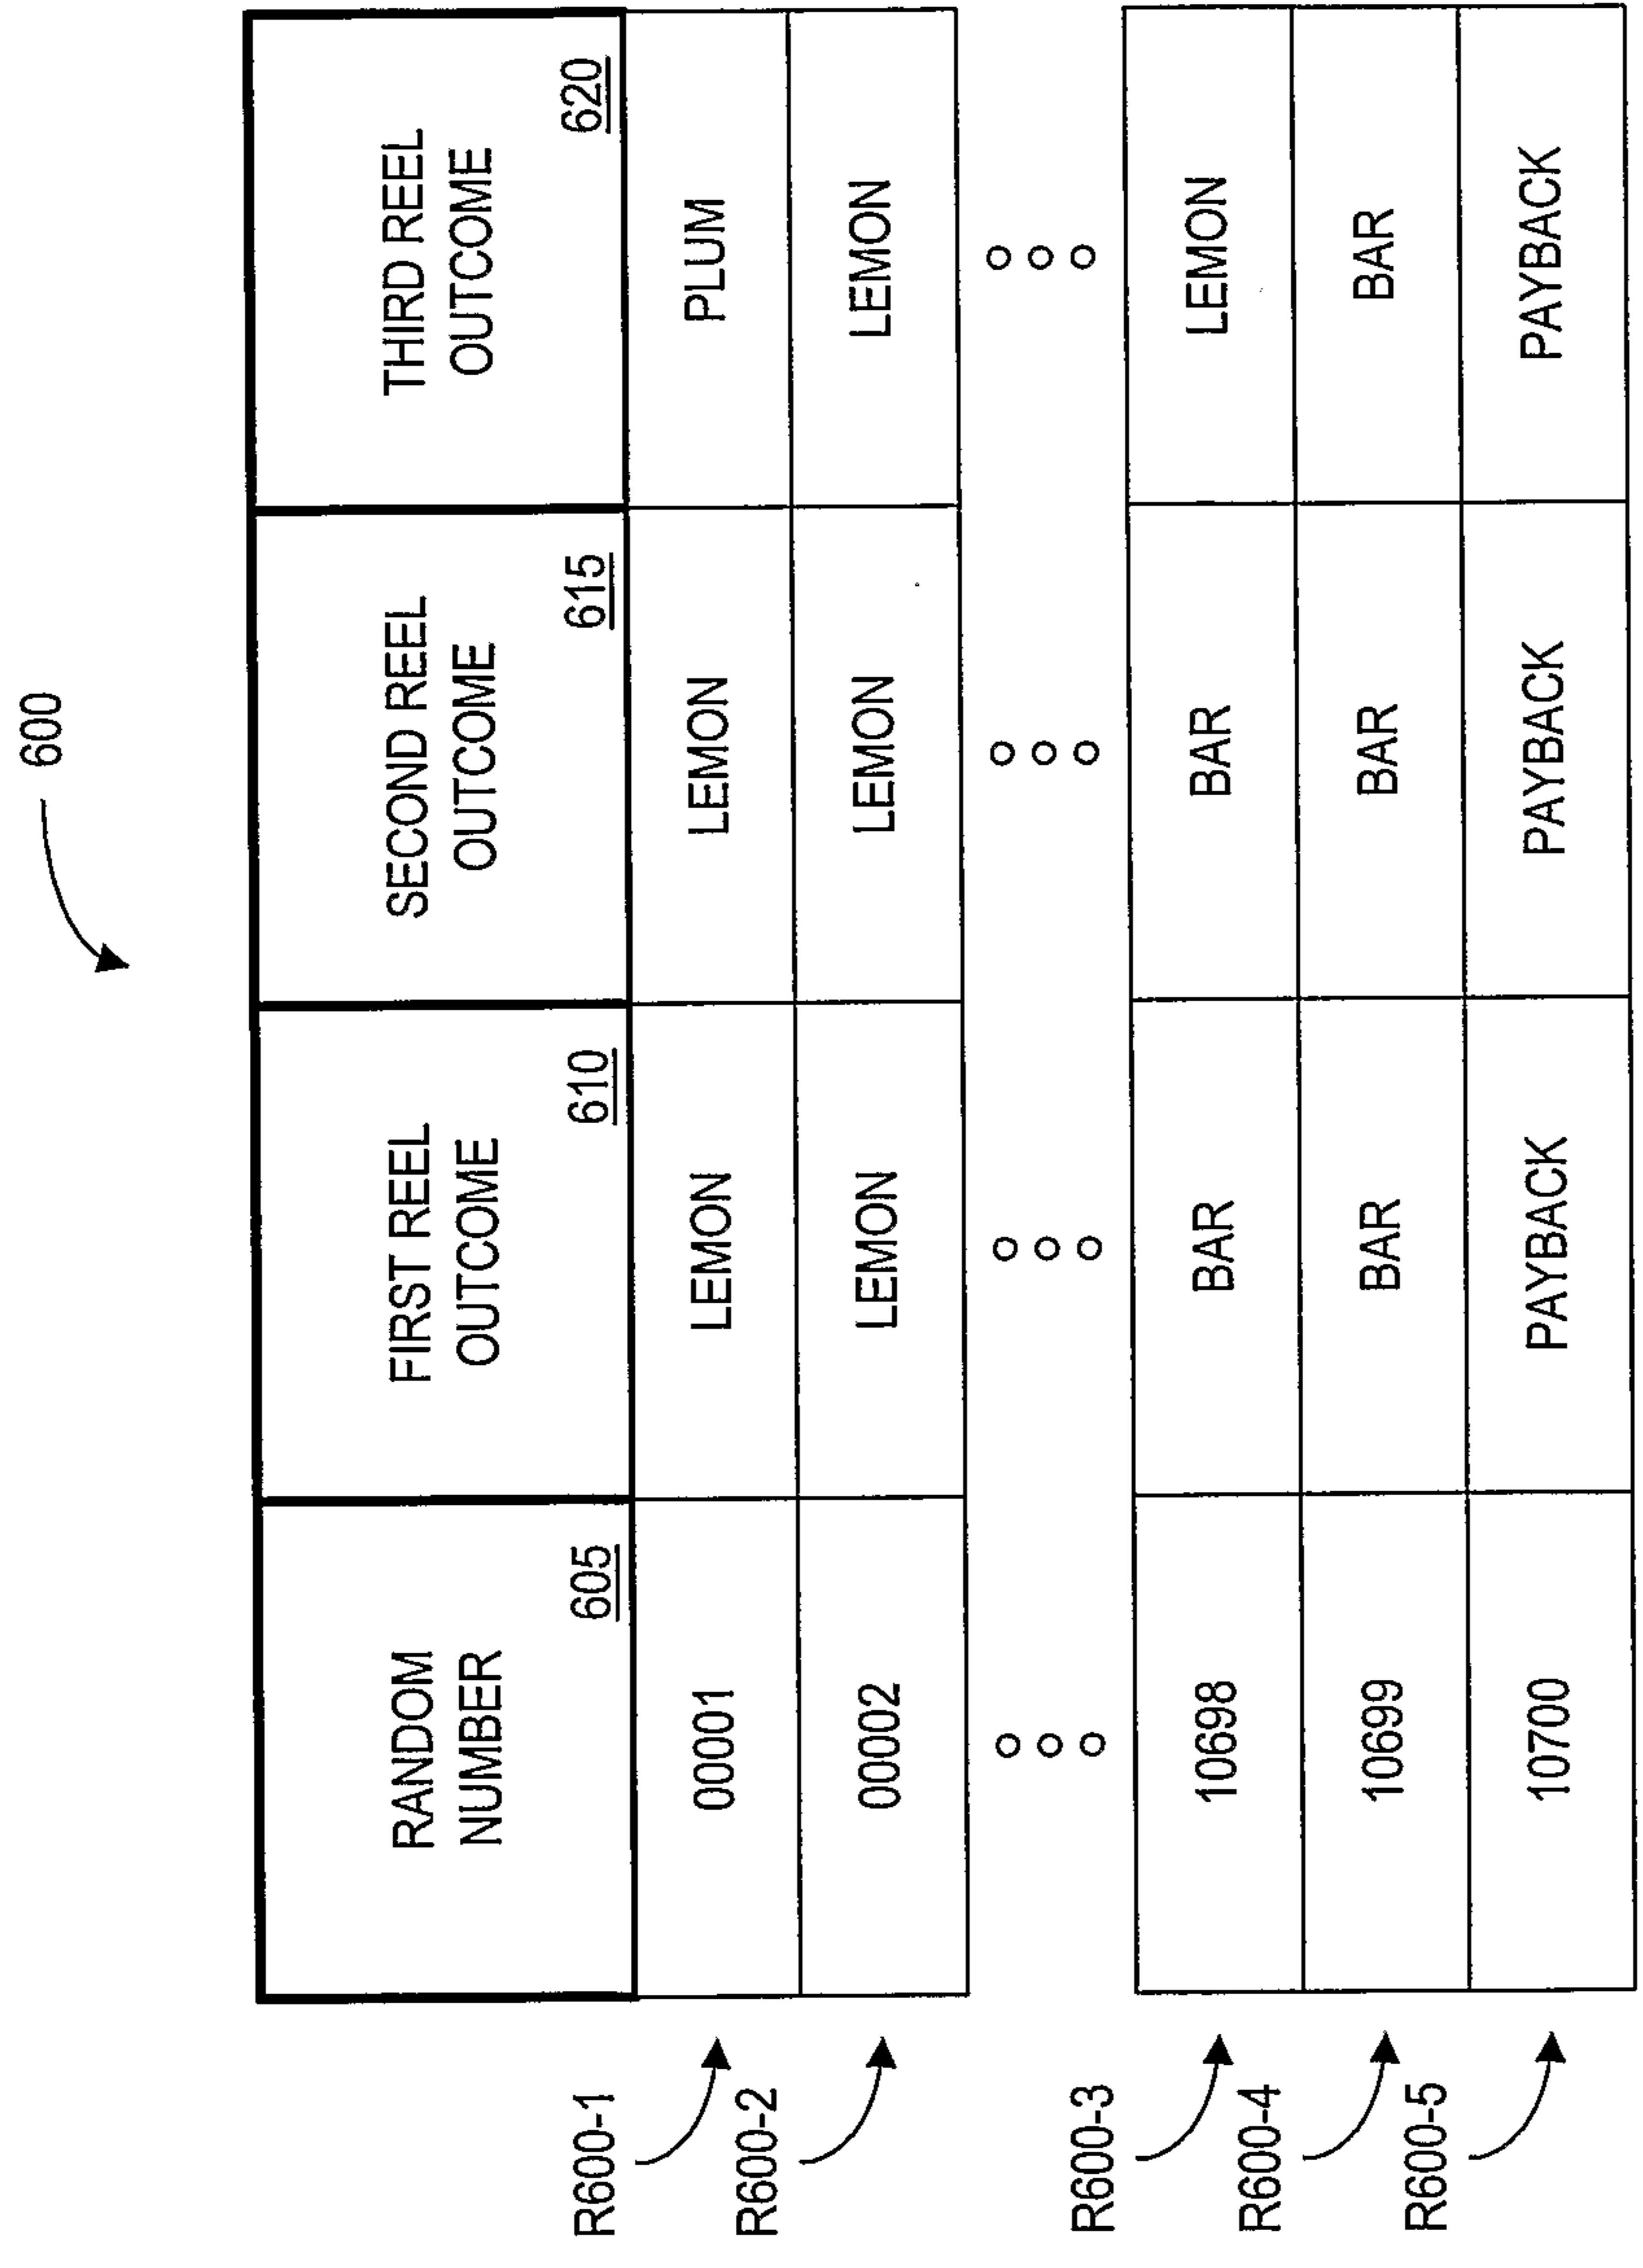 600
RANDOM NUMBER 605 FIRST REEL OUTCOME 610 SECOND REEL OUTCOME 615 THIRD REEL OUTCOME 620
R600-1 00001 LEMON LEMON PLUM
R600-2 00002 LEMON LEMON LEMON
R600-3 10698 BAR BAR LEMON
R600-4 10699 BAR BAR BAR
R600-5 10700 PAYBACK PAYBACK PAYBACK